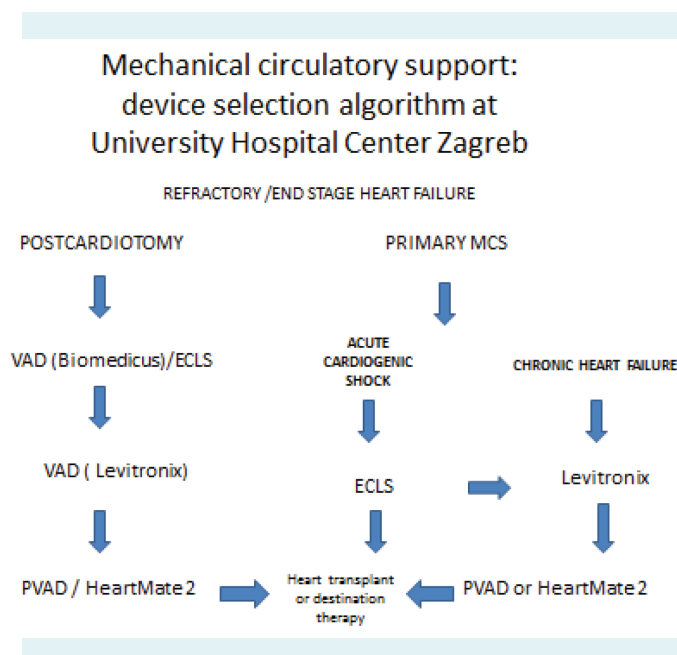 Mechanical circulatory support:
device selection algorithm at
University Hospital Center Zagreb
REFRACTORY /END STAGE HEART FAILURE
POSTCARDIOTOMY
PRIMARY MCS
VAD (Biomedicus)/ECLS
ACUTE
CARDIOGENIC
SHOCK
CHRONIC HEART FAILURE
VAD ( Levitronix)
ECLS
Levitronix
PVAD / HeartMate 2
Heart transplant
or destination
therapy
PVAD or HeartMate 2